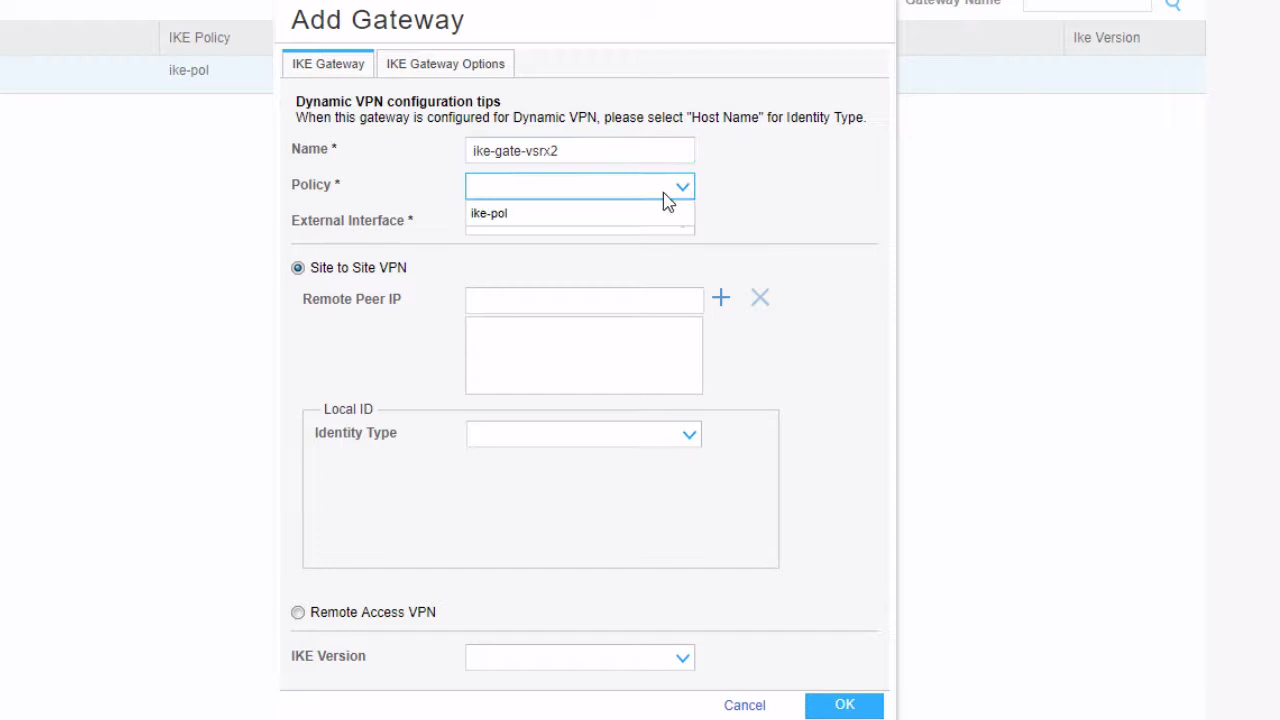 Add Gateway
Gateway Name
IKE Policy
Ike Version
ike-pol
IKE Gateway
IKE Gateway Options
Dynamic VPN configuration tips
When this gateway is configured for Dynamic VPN, please select "Host Name" for Identity Type.
Name *
ike-gate-vsrx2
Policy *
ike-pol
External Interface *
Site to Site VPN
Remote Peer IP
Local ID
Identity Type
Remote Access VPN
IKE Version
Cancel
OK